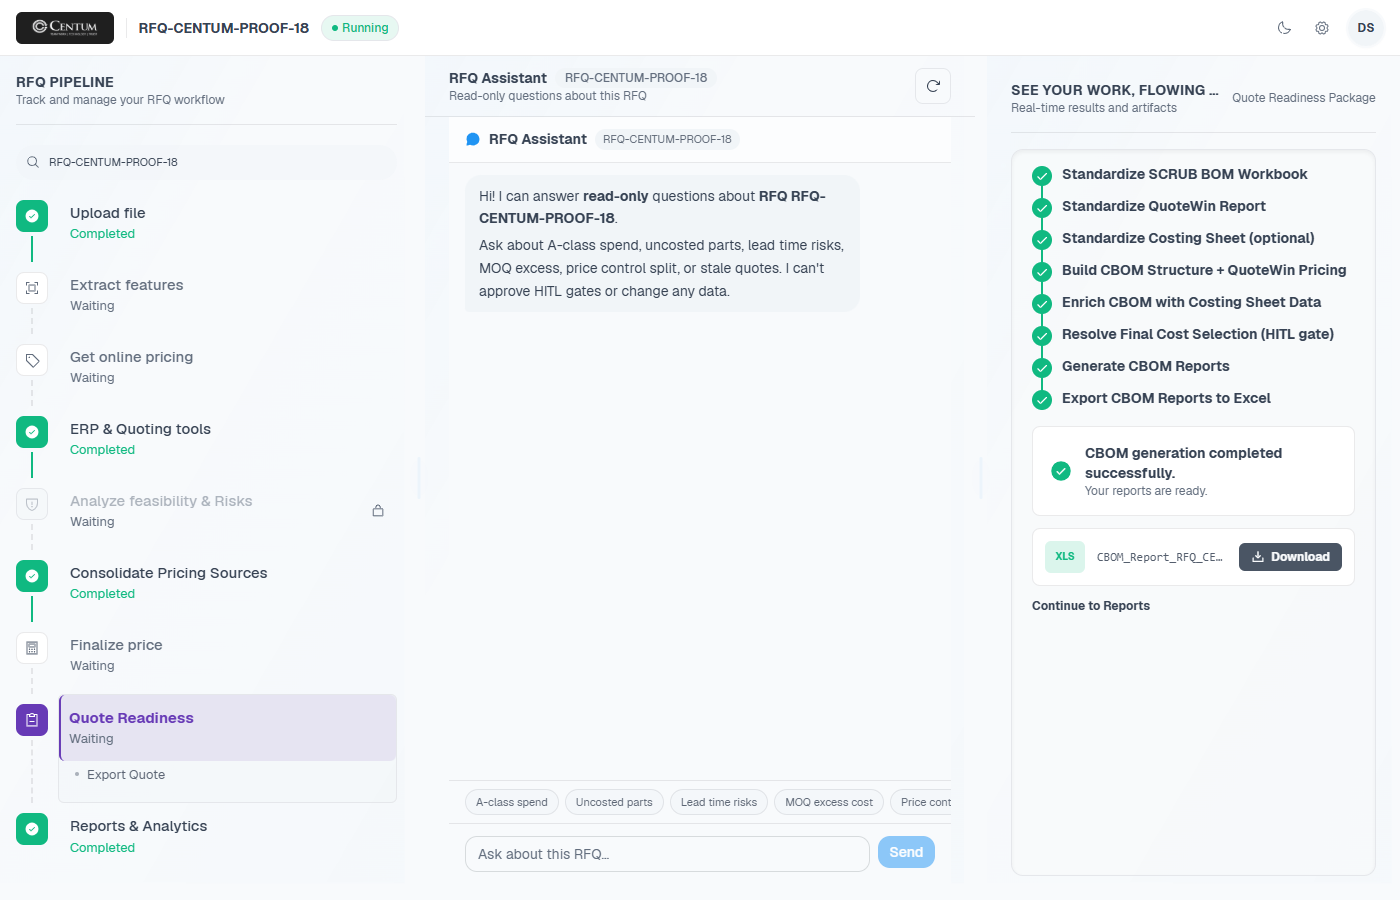 CENTUM
RFQ-CENTUM-PROOF-18
Running
DS
RFQ PIPELINE
Track and manage your RFQ workflow
RFQ-CENTUM-PROOF-18
Upload file
Completed
Extract features
Waiting
Get online pricing
Waiting
ERP & Quoting tools
Completed
Analyze feasibility & Risks
Waiting
Consolidate Pricing Sources
Completed
Finalize price
Waiting
Quote Readiness
Waiting
Export Quote
Reports & Analytics
Completed
RFQ Assistant RFQ-CENTUM-PROOF-18
Read-only questions about this RFQ
RFQ Assistant RFQ-CENTUM-PROOF-18
Hi! I can answer read-only questions about RFQ RFQ-
CENTUM-PROOF-18.
Ask about A-class spend, uncosted parts, lead time risks,
MOQ excess, price control split, or stale quotes. I can't
approve HITL gates or change any data.
A-class spend Uncosted parts Lead time risks MOQ excess cost Price cont
Ask about this RFQ...
Send
SEE YOUR WORK, FLOWING ...
Real-time results and artifacts
Quote Readiness Package
Standardize SCRUB BOM Workbook
Standardize QuoteWin Report
Standardize Costing Sheet (optional)
Build CBOM Structure + QuoteWin Pricing
Enrich CBOM with Costing Sheet Data
Resolve Final Cost Selection (HITL gate)
Generate CBOM Reports
Export CBOM Reports to Excel
CBOM generation completed
successfully.
Your reports are ready.
XLS CBOM_Report_RFQ_CE... Download
Continue to Reports